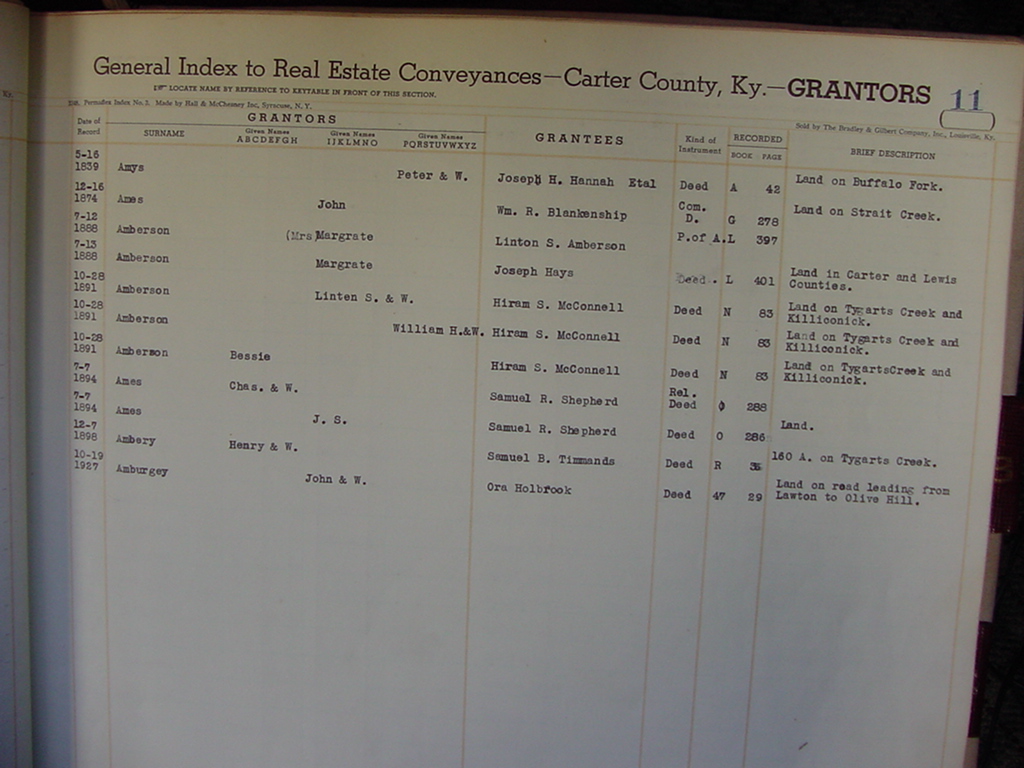 General Index to Real Estate Conveyances—Carter County, Ky.—GRANTORS 11
LOCATE NAME BY REFERENCE TO KEYTABLE IN FRONT OF THIS SECTION.
Permadex Index No. 3. Made by Hall & McChesney Inc, Syracuse, N. Y. Sold by The Bradley & Gilbert Company, Inc., Louisville, Ky.
Date of Record GRANTORS GRANTEES Kind of Instrument RECORDED BRIEF DESCRIPTION
SURNAME Given Names ABCDEFGH Given Names IJKLMNO Given Names PQRSTUVWXYZ BOOK PAGE
5-16
1839 Amys Peter & W. Joseph H. Hannah Etal Deed A 42 Land on Buffalo Fork.
12-16
1874 Ames John Wm. R. Blankenship Com. D. G 278 Land on Strait Creek.
7-12
1888 Amberson (Mrs)Margrate Linton S. Amberson P.of A. L 397
7-13
1888 Amberson Margrate Joseph Hays Deed. L 401 Land in Carter and Lewis
Counties.
10-28
1891 Amberson Linten S. & W. Hiram S. McConnell Deed N 83 Land on Tygarts Creek and
Killiconick.
10-28
1891 Amberson William H.&W. Hiram S. McConnell Deed N 83 Land on Tygarts Creek and
Killiconick.
10-28
1891 Amberson Bessie Hiram S. McConnell Deed N 83 Land on TygartsCreek and
Killiconick.
7-7
1894 Ames Chas. & W. Samuel R. Shepherd Rel. Deed O 288
7-7
1894 Ames J. S. Samuel R. Shepherd Deed O 286 Land.
12-7
1898 Ambery Henry & W. Samuel B. Timmands Deed R 160 A. on Tygarts Creek.
10-19
1927 Amburgey John & W. Ora Holbrook Deed 47 29 Land on road leading from
Lawton to Olive Hill.